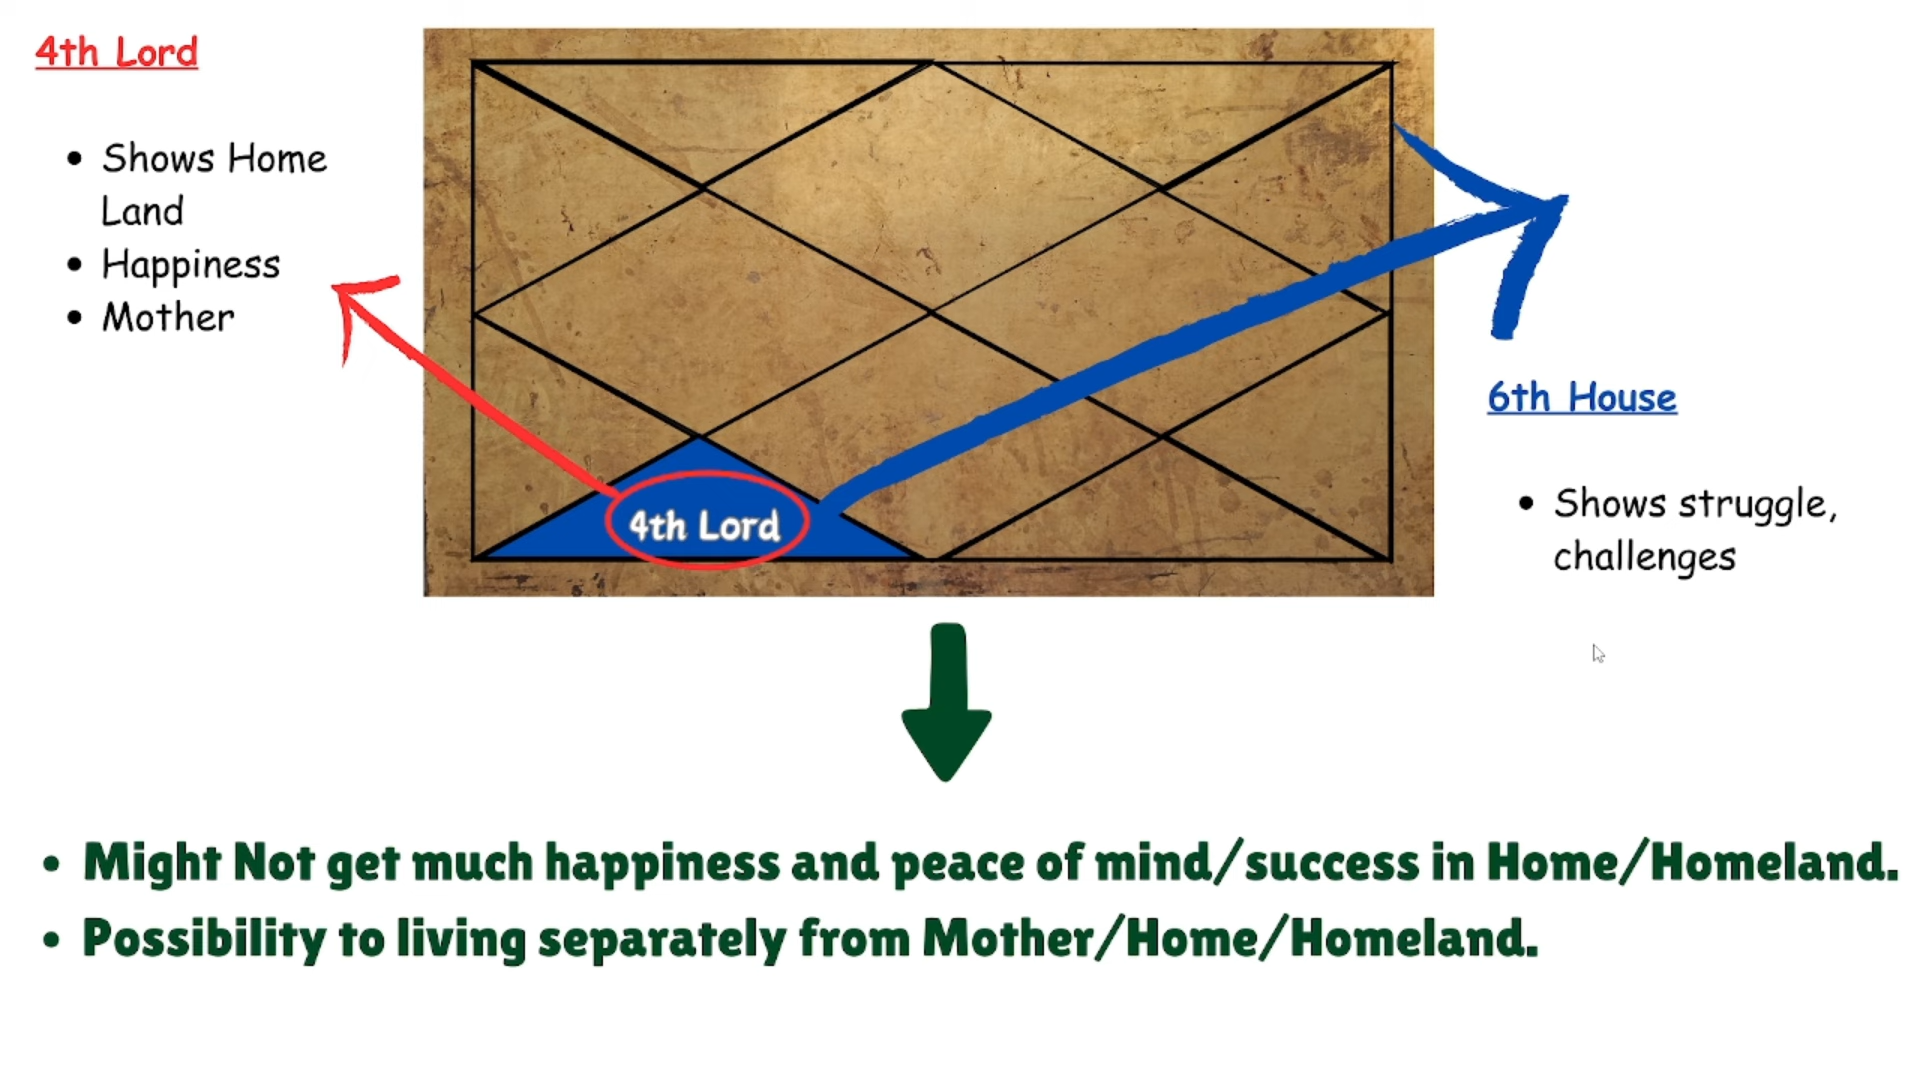 4th Lord
• Shows Home
Land
• Happiness
• Mother
4th Lord
6th House
• Shows struggle,
challenges
• Might Not get much happiness and peace of mind/success in Home/Homeland.
• Possibility to living separately from Mother/Home/Homeland.